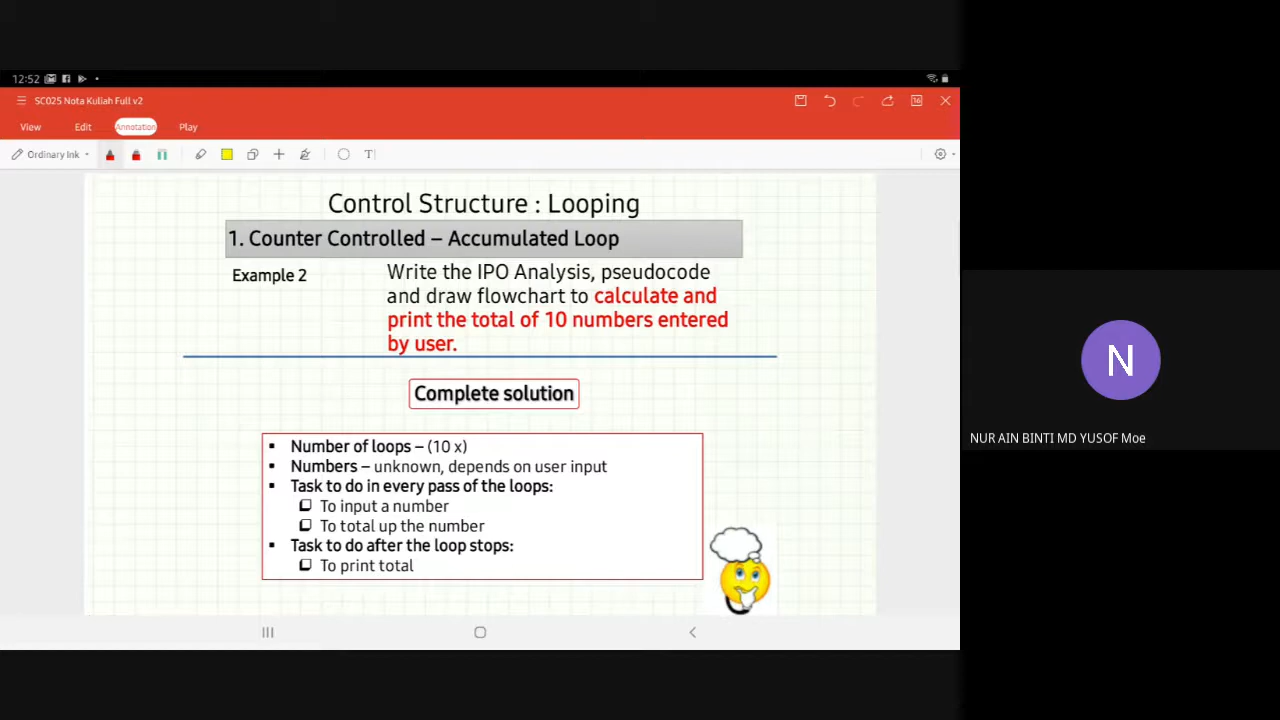 12:52
SC025 Nota Kuliah Full v2
16
View Edit Annotation Play
Ordinary Ink T
Control Structure : Looping
1. Counter Controlled – Accumulated Loop
Example 2
Write the IPO Analysis, pseudocode
and draw flowchart to calculate and
print the total of 10 numbers entered
by user.
Complete solution
▪ Number of loops – (10 x)
▪ Numbers – unknown, depends on user input
▪ Task to do in every pass of the loops:
❑ To input a number
❑ To total up the number
▪ Task to do after the loop stops:
❑ To print total
N
NUR AIN BINTI MD YUSOF Moe